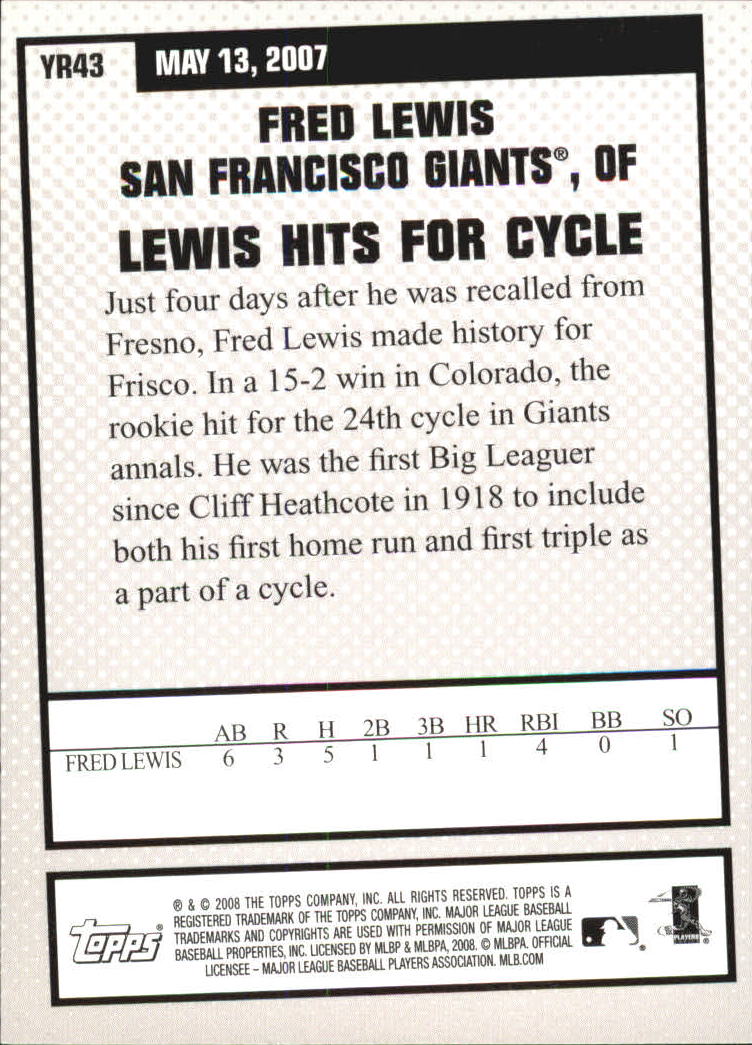 YR43 MAY 13, 2007
FRED LEWIS
SAN FRANCISCO GIANTS®, OF
LEWIS HITS FOR CYCLE
Just four days after he was recalled from
Fresno, Fred Lewis made history for
Frisco. In a 15-2 win in Colorado, the
rookie hit for the 24th cycle in Giants
annals. He was the first Big Leaguer
since Cliff Heathcote in 1918 to include
both his first home run and first triple as
a part of a cycle.
AB R H 2B 3B HR RBI BB SO
FRED LEWIS 6 3 5 1 1 1 4 0 1
® & © 2008 THE TOPPS COMPANY, INC. ALL RIGHTS RESERVED. TOPPS IS A
REGISTERED TRADEMARK OF THE TOPPS COMPANY, INC. MAJOR LEAGUE BASEBALL
TRADEMARKS AND COPYRIGHTS ARE USED WITH PERMISSION OF MAJOR LEAGUE
BASEBALL PROPERTIES, INC. LICENSED BY MLBP & MLBPA, 2008. © MLBPA. OFFICIAL
LICENSEE – MAJOR LEAGUE BASEBALL PLAYERS ASSOCIATION. MLB.COM
Topps®
®
PLAYERS ®